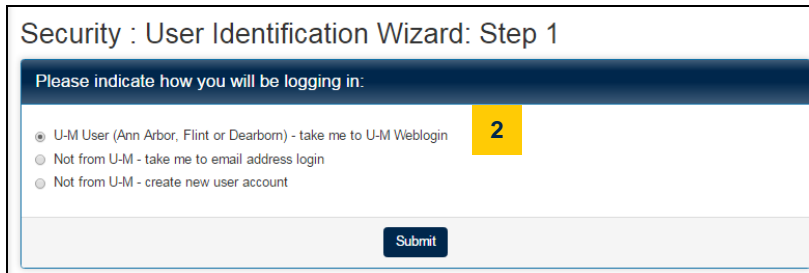 Security : User Identification Wizard: Step 1
Please indicate how you will be logging in:
U-M User (Ann Arbor, Flint or Dearborn) - take me to U-M Weblogin
2
Not from U-M - take me to email address login
Not from U-M - create new user account
Submit